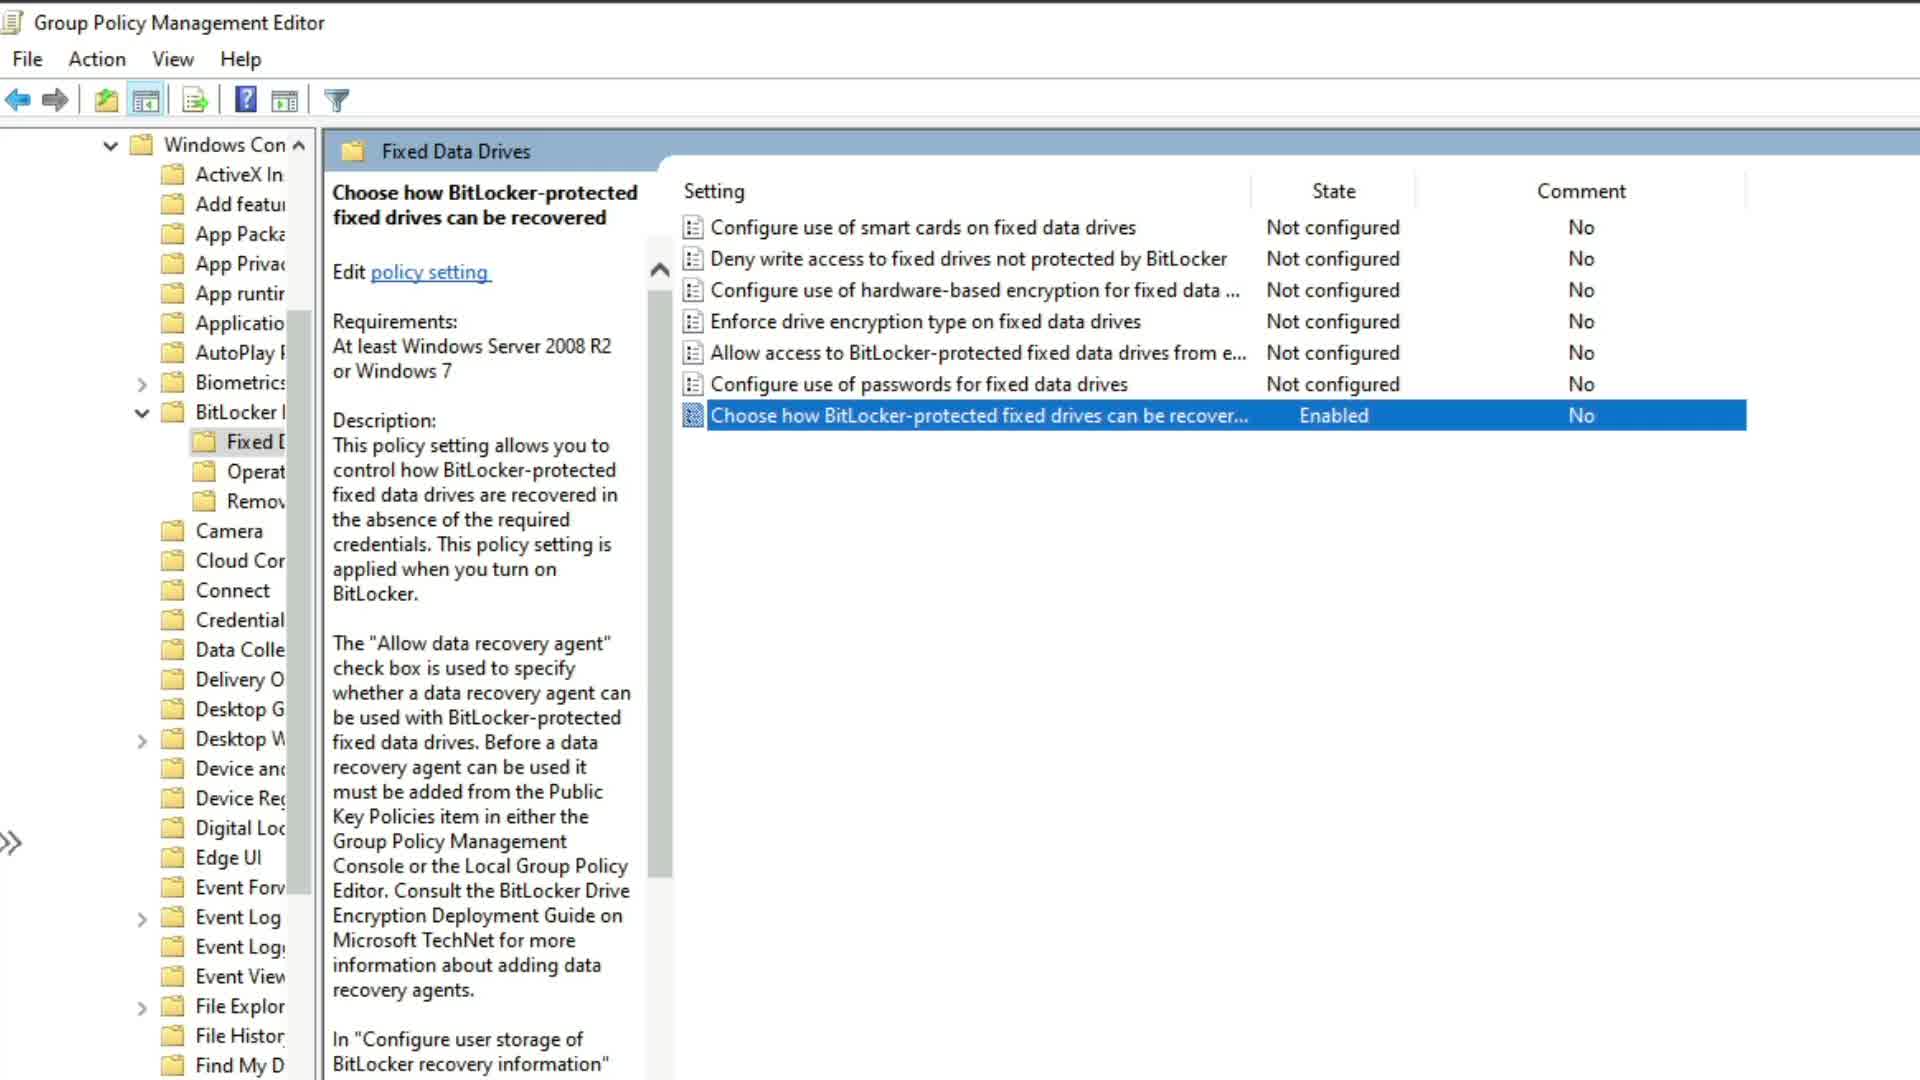 Group Policy Management Editor
File Action View Help
Windows Con
ActiveX In
Add featu
App Packa
App Privac
App runtin
Applicatio
AutoPlay P
Biometrics
BitLocker
Fixed D
Operat
Remov
Camera
Cloud Con
Connect
Credential
Data Colle
Delivery O
Desktop G
Desktop W
Device and
Device Reg
Digital Loc
Edge UI
Event Forw
Event Log
Event Logg
Event View
File Explor
File Histor
Find My D
Fixed Data Drives
Choose how BitLocker-protected
fixed drives can be recovered
Edit policy setting
Requirements:
At least Windows Server 2008 R2
or Windows 7
Description:
This policy setting allows you to
control how BitLocker-protected
fixed data drives are recovered in
the absence of the required
credentials. This policy setting is
applied when you turn on
BitLocker.
The "Allow data recovery agent"
check box is used to specify
whether a data recovery agent can
be used with BitLocker-protected
fixed data drives. Before a data
recovery agent can be used it
must be added from the Public
Key Policies item in either the
Group Policy Management
Console or the Local Group Policy
Editor. Consult the BitLocker Drive
Encryption Deployment Guide on
Microsoft TechNet for more
information about adding data
recovery agents.
In "Configure user storage of
BitLocker recovery information"
Setting State Comment
Configure use of smart cards on fixed data drives Not configured No
Deny write access to fixed drives not protected by BitLocker Not configured No
Configure use of hardware-based encryption for fixed data ... Not configured No
Enforce drive encryption type on fixed data drives Not configured No
Allow access to BitLocker-protected fixed data drives from e... Not configured No
Configure use of passwords for fixed data drives Not configured No
Choose how BitLocker-protected fixed drives can be recover... Enabled No